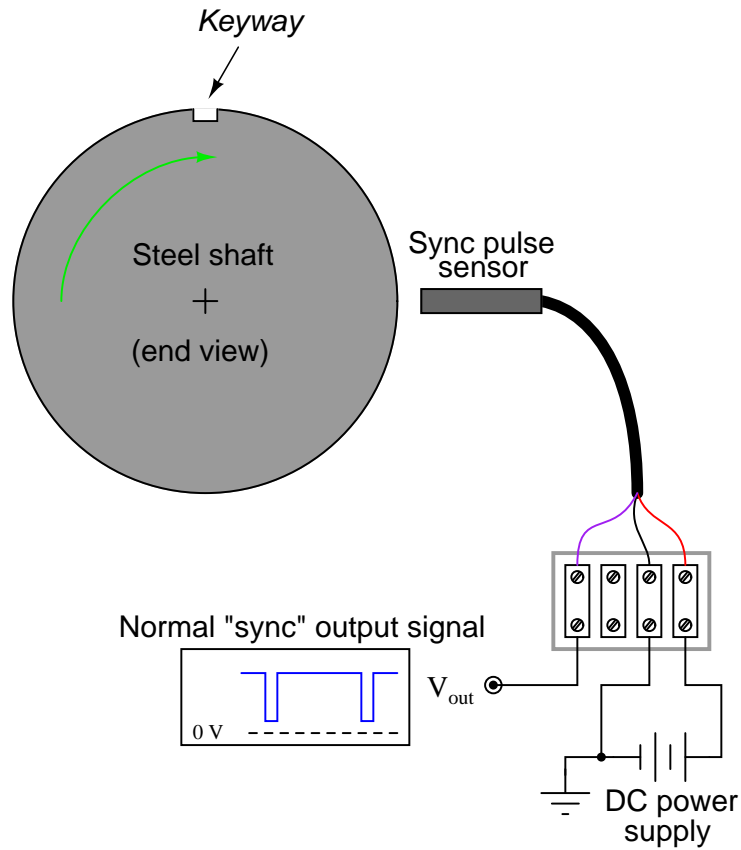 Keyway
Steel shaft
(end view)
Sync pulse
sensor
Normal "sync" output signal
0 V
Vout
DC power
supply